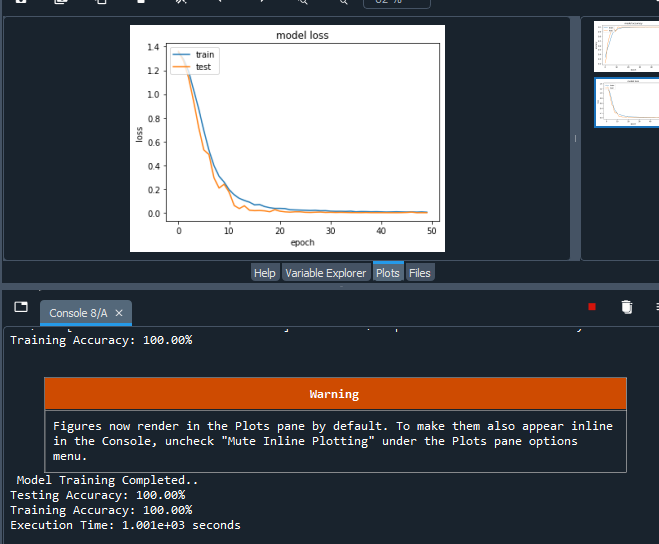 model loss
train
test
1.4
1.2
1.0
0.8
0.6
0.4
0.2
0.0
loss
0 10 20 30 40 50
epoch
Help Variable Explorer Plots Files
Console 8/A
Training Accuracy: 100.00%
Warning
Figures now render in the Plots pane by default. To make them also appear inline
in the Console, uncheck "Mute Inline Plotting" under the Plots pane options
menu.
Model Training Completed..
Testing Accuracy: 100.00%
Training Accuracy: 100.00%
Execution Time: 1.001e+03 seconds